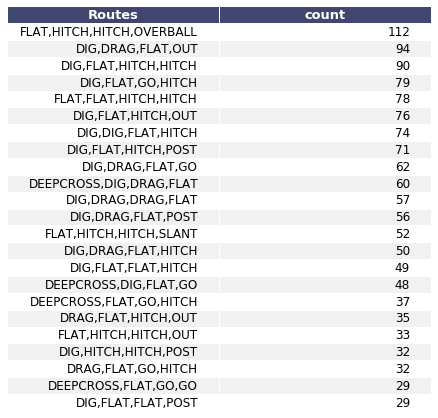 Routes count
FLAT,HITCH,HITCH,OVERBALL 112
DIG,DRAG,FLAT,OUT 94
DIG,FLAT,HITCH,HITCH 90
DIG,FLAT,GO,HITCH 79
FLAT,FLAT,HITCH,HITCH 78
DIG,FLAT,HITCH,OUT 76
DIG,DIG,FLAT,HITCH 74
DIG,FLAT,HITCH,POST 71
DIG,DRAG,FLAT,GO 62
DEEPCROSS,DIG,DRAG,FLAT 60
DIG,DRAG,DRAG,FLAT 57
DIG,DRAG,FLAT,POST 56
FLAT,HITCH,HITCH,SLANT 52
DIG,DRAG,FLAT,HITCH 50
DIG,FLAT,FLAT,HITCH 49
DEEPCROSS,DIG,FLAT,GO 48
DEEPCROSS,FLAT,GO,HITCH 37
DRAG,FLAT,HITCH,OUT 35
FLAT,HITCH,HITCH,OUT 33
DIG,HITCH,HITCH,POST 32
DRAG,FLAT,GO,HITCH 32
DEEPCROSS,FLAT,GO,GO 29
DIG,FLAT,FLAT,POST 29